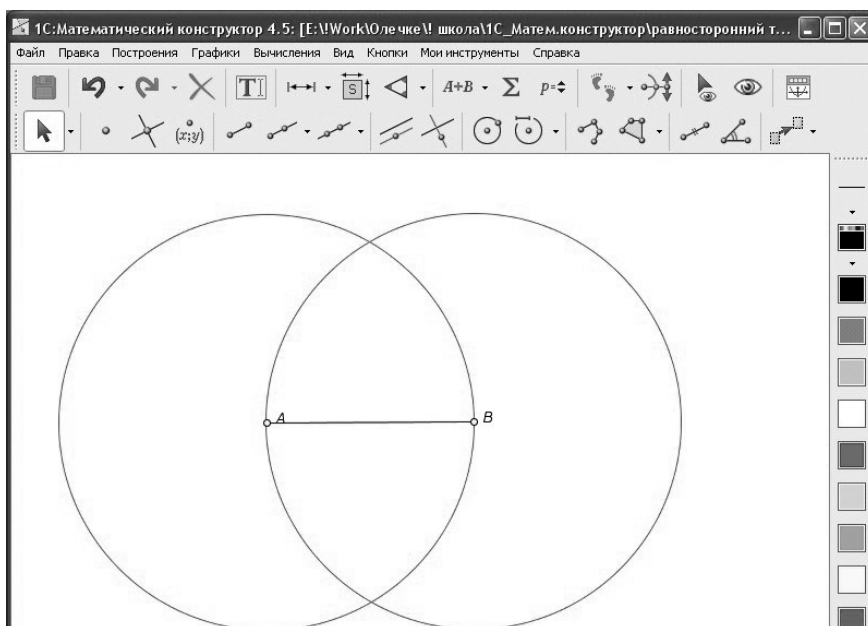 1С:Математический конструктор 4.5: [E:\!Work\Олечке\! школа\1С_Матем.конструктор\равносторонний т...
Файл Правка Построения Графики Вычисления Вид Кнопки Мои инструменты Справка
T S A+B Σ p=
(x;y)
A B